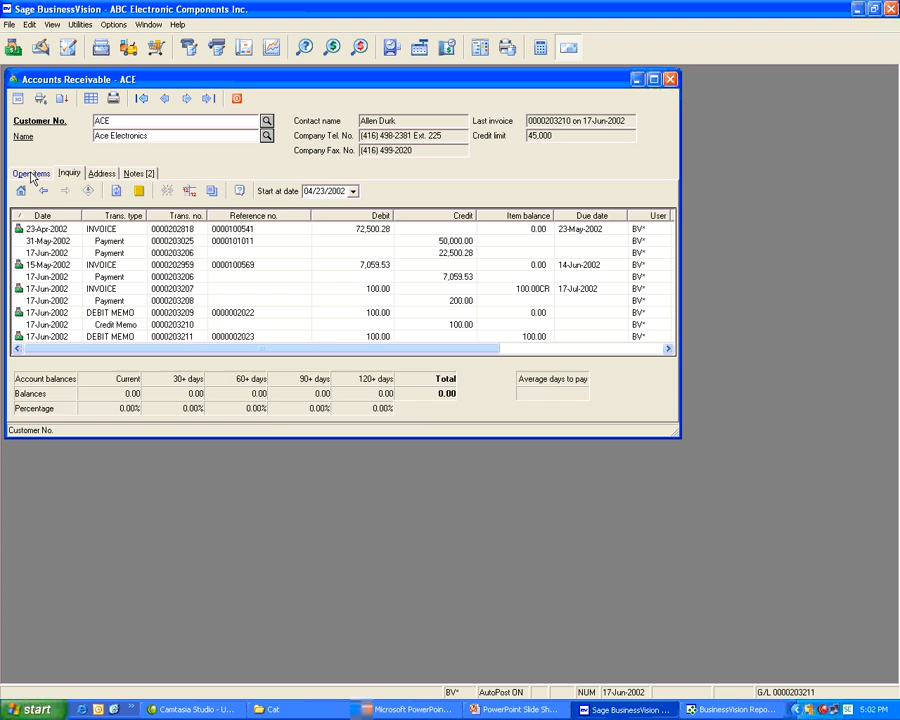 Sage BusinessVision - ABC Electronic Components Inc.
File Edit View Utilities Options Window Help
Accounts Receivable - ACE
Customer No. ACE Contact name Allen Durk Last invoice 0000203210 on 17-Jun-2002
Name Ace Electronics Company Tel. No. (416) 498-2381 Ext. 225 Credit limit 45,000
Company Fax. No. (416) 499-2020
Open items Inquiry Address Notes [2]
Start at date 04/23/2002
Date Trans. type Trans. no. Reference no. Debit Credit Item balance Due date User
23-Apr-2002 INVOICE 0000202818 0000100541 72,500.28 0.00 23-May-2002 BV*
31-May-2002 Payment 0000203025 0000101011 50,000.00 BV*
17-Jun-2002 Payment 0000203206 22,500.28 BV*
15-May-2002 INVOICE 0000202959 0000100569 7,059.53 0.00 14-Jun-2002 BV*
17-Jun-2002 Payment 0000203206 7,059.53 BV*
17-Jun-2002 INVOICE 0000203207 100.00 100.00CR 17-Jul-2002 BV*
17-Jun-2002 Payment 0000203208 200.00 BV*
17-Jun-2002 DEBIT MEMO 0000203209 0000002022 100.00 0.00 BV*
17-Jun-2002 Credit Memo 0000203210 100.00 BV*
17-Jun-2002 DEBIT MEMO 0000203211 0000002023 100.00 100.00 BV*
Account balances Current 30+ days 60+ days 90+ days 120+ days Total Average days to pay
Balances 0.00 0.00 0.00 0.00 0.00 0.00
Percentage 0.00% 0.00% 0.00% 0.00% 0.00%
Customer No.
BV* AutoPost ON NUM 17-Jun-2002 G/L 0000203211
start Camtasia Studio - U... Cat Microsoft PowerPoin... PowerPoint Slide Sh... Sage BusinessVision ... BusinessVision Repo... SE 5:02 PM